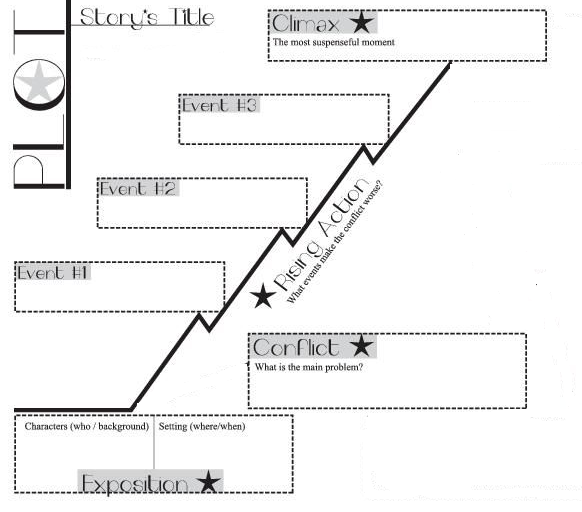 PLOT
Story's Title
Climax
The most suspenseful moment
Event #3
Event #2
Rising Action
What events make the conflict worse?
Event #1
Conflict
What is the main problem?
Characters (who / background) Setting (where/when)
Exposition